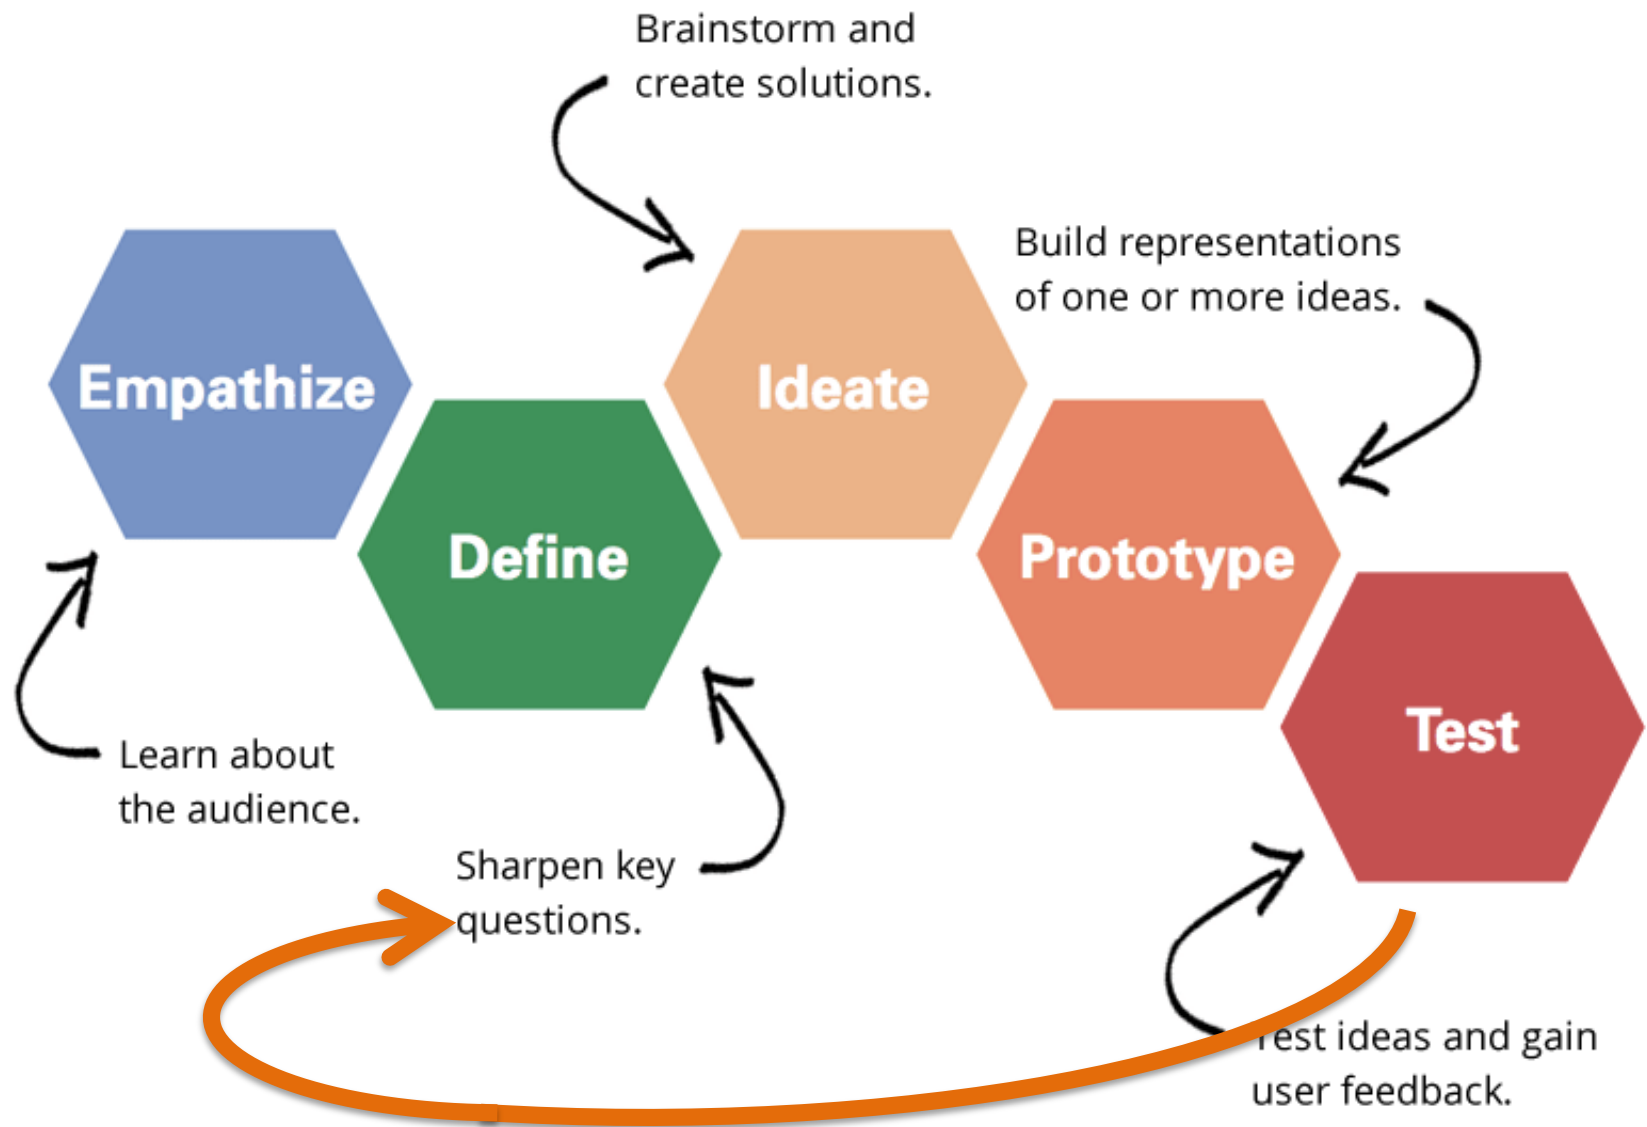 Brainstorm and
create solutions.
Build representations
of one or more ideas.
Empathize
Ideate
Define
Prototype
Test
Learn about
the audience.
Sharpen key
questions.
Test ideas and gain
user feedback.